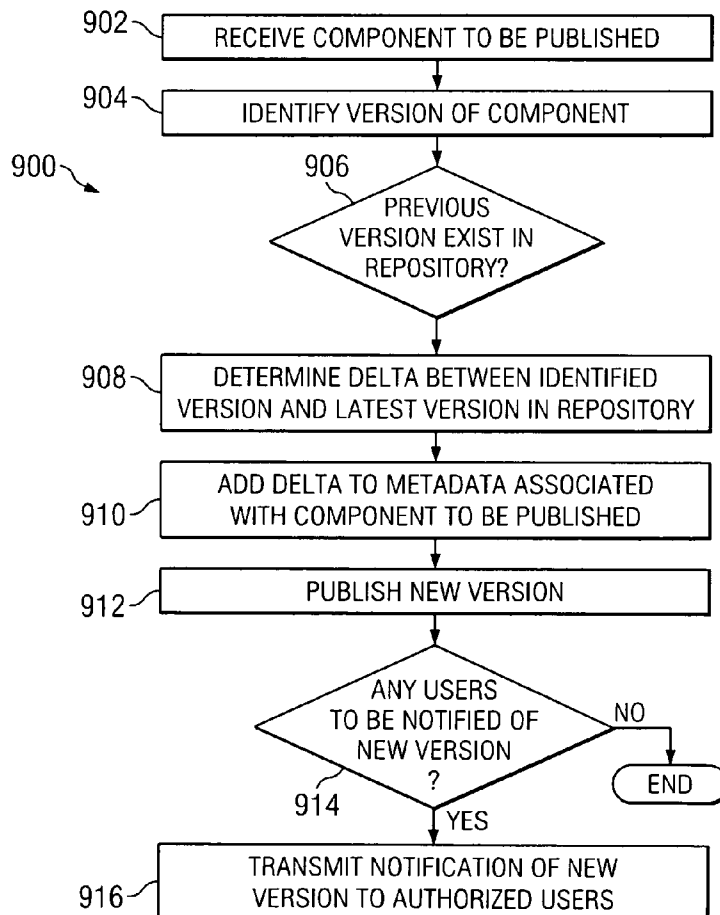 902
RECEIVE COMPONENT TO BE PUBLISHED
904
IDENTIFY VERSION OF COMPONENT
900
906
PREVIOUS
VERSION EXIST IN
REPOSITORY?
908
DETERMINE DELTA BETWEEN IDENTIFIED
VERSION AND LATEST VERSION IN REPOSITORY
910
ADD DELTA TO METADATA ASSOCIATED
WITH COMPONENT TO BE PUBLISHED
912
PUBLISH NEW VERSION
ANY USERS
TO BE NOTIFIED OF
NEW VERSION
?
NO
END
914
YES
916
TRANSMIT NOTIFICATION OF NEW
VERSION TO AUTHORIZED USERS